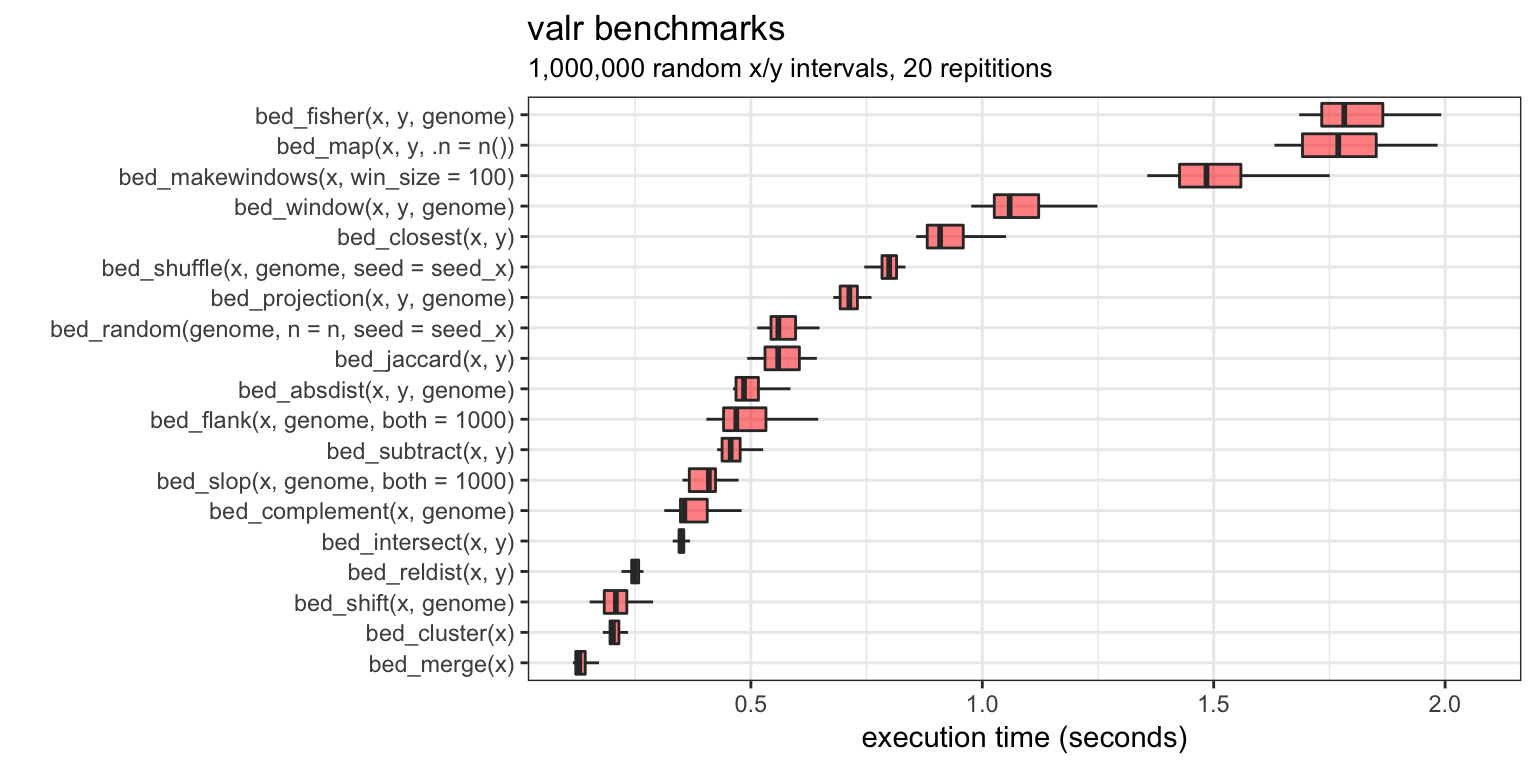 valr benchmarks
1,000,000 random x/y intervals, 20 repititions
bed_fisher(x, y, genome)
bed_map(x, y, .n = n())
bed_makewindows(x, win_size = 100)
bed_window(x, y, genome)
bed_closest(x, y)
bed_shuffle(x, genome, seed = seed_x)
bed_projection(x, y, genome)
bed_random(genome, n = n, seed = seed_x)
bed_jaccard(x, y)
bed_absdist(x, y, genome)
bed_flank(x, genome, both = 1000)
bed_subtract(x, y)
bed_slop(x, genome, both = 1000)
bed_complement(x, genome)
bed_intersect(x, y)
bed_reldist(x, y)
bed_shift(x, genome)
bed_cluster(x)
bed_merge(x)
0.5 1.0 1.5 2.0
execution time (seconds)